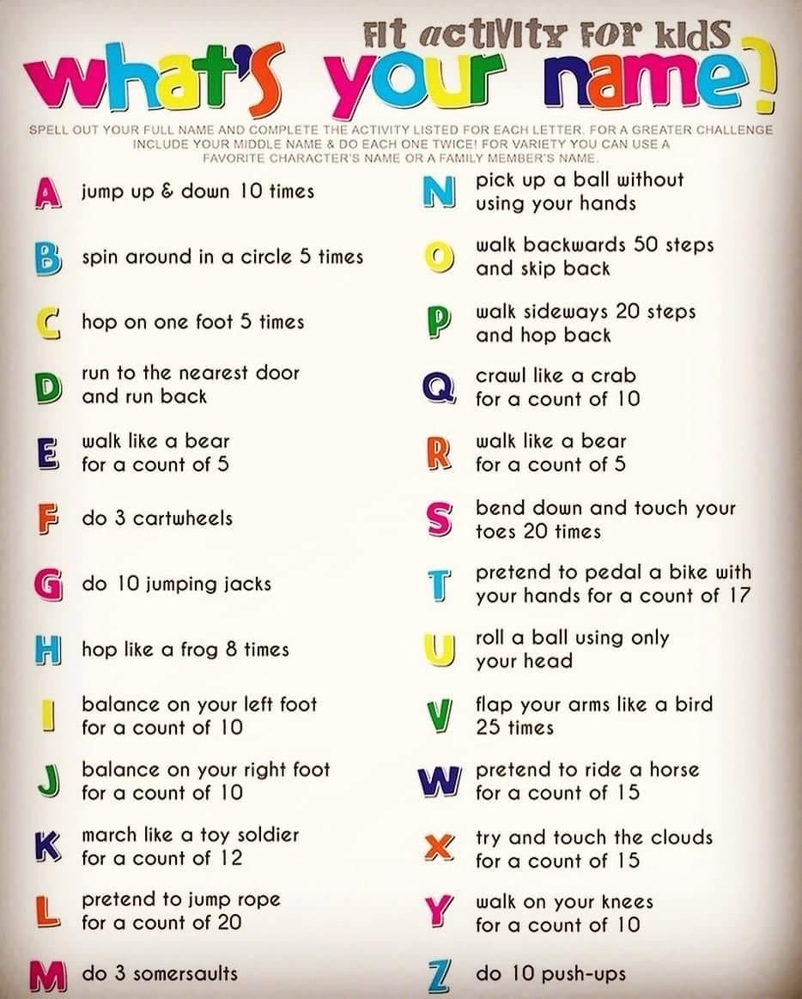 FIt actIVIty FOr kIdS
what's your name?
SPELL OUT YOUR FULL NAME AND COMPLETE THE ACTIVITY LISTED FOR EACH LETTER. FOR A GREATER CHALLENGE
INCLUDE YOUR MIDDLE NAME & DO EACH ONE TWICE! FOR VARIETY YOU CAN USE A
FAVORITE CHARACTER'S NAME OR A FAMILY MEMBER'S NAME.
A jump up & down 10 times
B spin around in a circle 5 times
C hop on one foot 5 times
D run to the nearest door
and run back
E walk like a bear
for a count of 5
F do 3 cartwheels
G do 10 jumping jacks
H hop like a frog 8 times
I balance on your left foot
for a count of 10
J balance on your right foot
for a count of 10
K march like a toy soldier
for a count of 12
L pretend to jump rope
for a count of 20
M do 3 somersaults
N pick up a ball without
using your hands
O walk backwards 50 steps
and skip back
P walk sideways 20 steps
and hop back
Q crawl like a crab
for a count of 10
R walk like a bear
for a count of 5
S bend down and touch your
toes 20 times
T pretend to pedal a bike with
your hands for a count of 17
U roll a ball using only
your head
V flap your arms like a bird
25 times
W pretend to ride a horse
for a count of 15
X try and touch the clouds
for a count of 15
Y walk on your knees
for a count of 10
Z do 10 push-ups